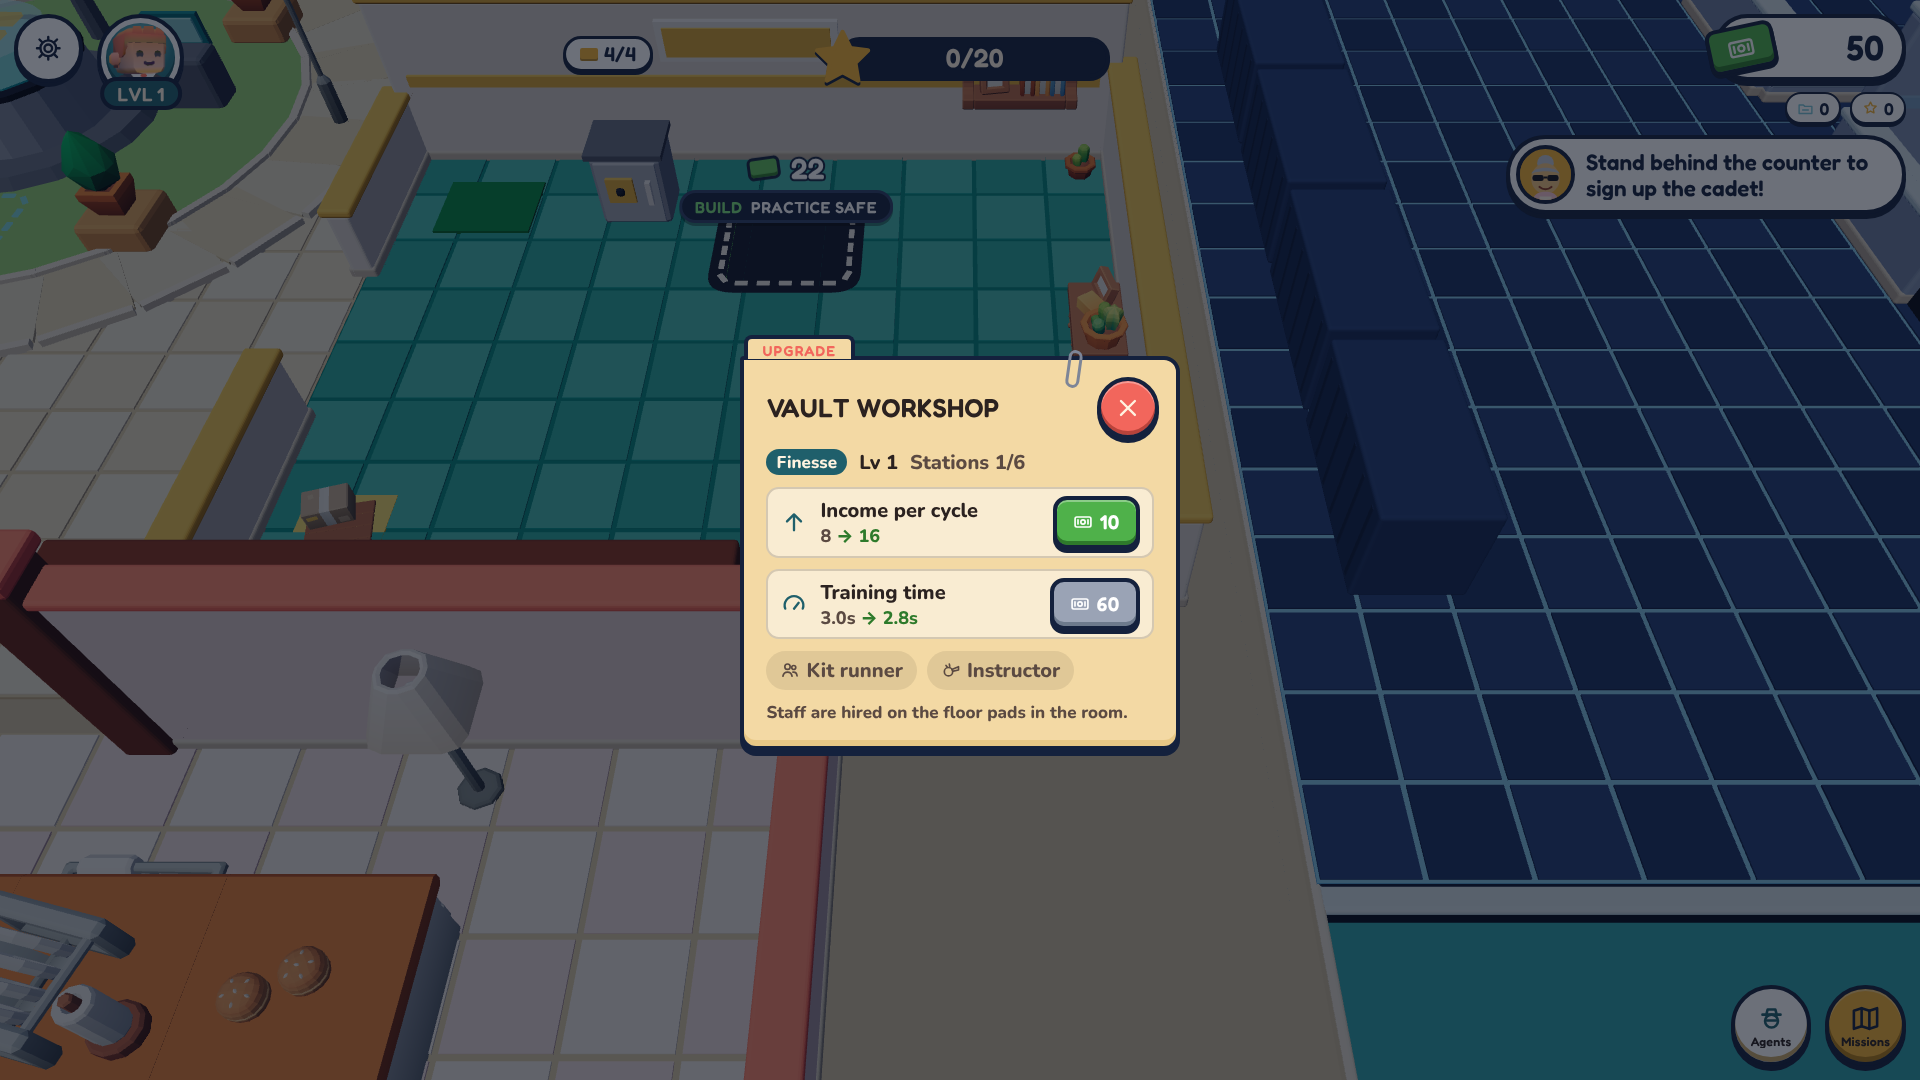 LVL 1
4/4
0/20
50
0
0
Stand behind the counter to
sign up the cadet!
22
BUILD PRACTICE SAFE
UPGRADE
VAULT WORKSHOP
Finesse Lv 1 Stations 1/6
Income per cycle
8 → 16
10
Training time
3.0s → 2.8s
60
Kit runner
Instructor
Staff are hired on the floor pads in the room.
Agents
Missions